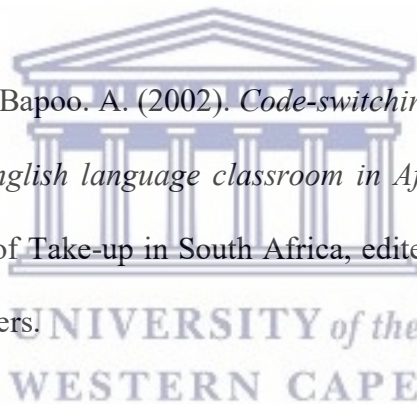 Bapoo. A. (2002). Code-switchin
nglish language classroom in Af
of Take-up in South Africa, edite
ers.
UNIVERSITY of the
WESTERN CAPE